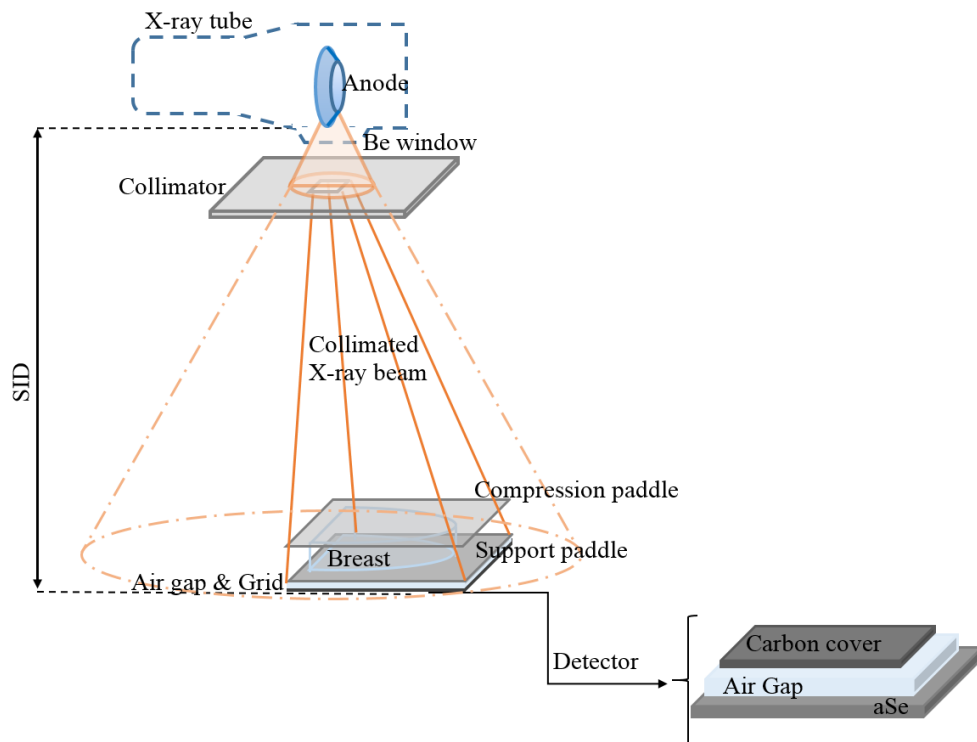 X-ray tube
Anode
Be window
Collimator
SID
Collimated
X-ray beam
Compression paddle
Support paddle
Breast
Air gap & Grid
Detector
Carbon cover
Air Gap
aSe